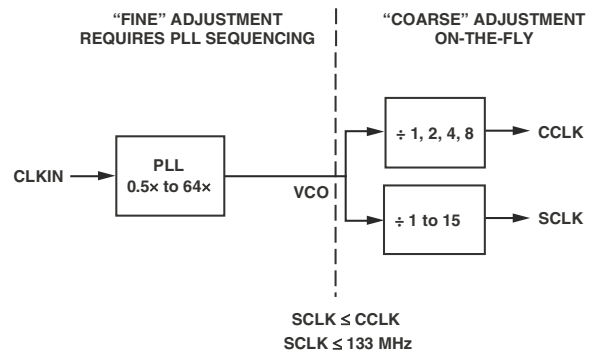 “FINE” ADJUSTMENT
REQUIRES PLL SEQUENCING
“COARSE” ADJUSTMENT
ON-THE-FLY
CLKIN
PLL
0.5× to 64×
VCO
÷ 1, 2, 4, 8
CCLK
÷ 1 to 15
SCLK
SCLK ≤ CCLK
SCLK ≤ 133 MHz